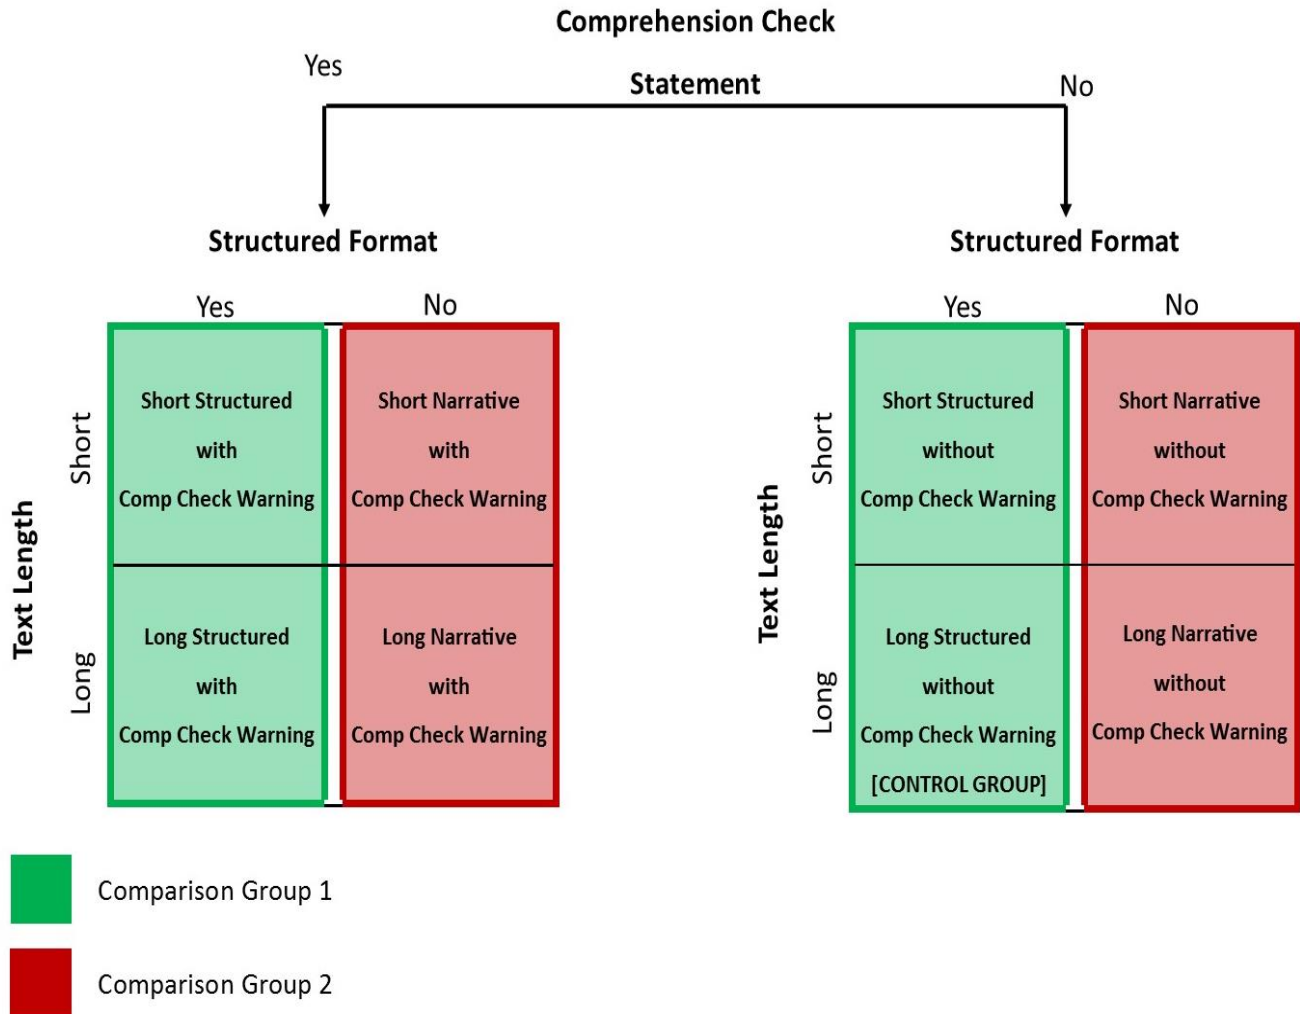 Comprehension Check
Yes
Statement
No
Structured Format
Structured Format
Yes
No
Yes
No
Text Length
Short
Short Structured
with
Comp Check Warning
Short Narrative
with
Comp Check Warning
Long
Long Structured
with
Comp Check Warning
Long Narrative
with
Comp Check Warning
Text Length
Short
Short Structured
without
Comp Check Warning
Short Narrative
without
Comp Check Warning
Long
Long Structured
without
Comp Check Warning
[CONTROL GROUP]
Long Narrative
without
Comp Check Warning
Comparison Group 1
Comparison Group 2